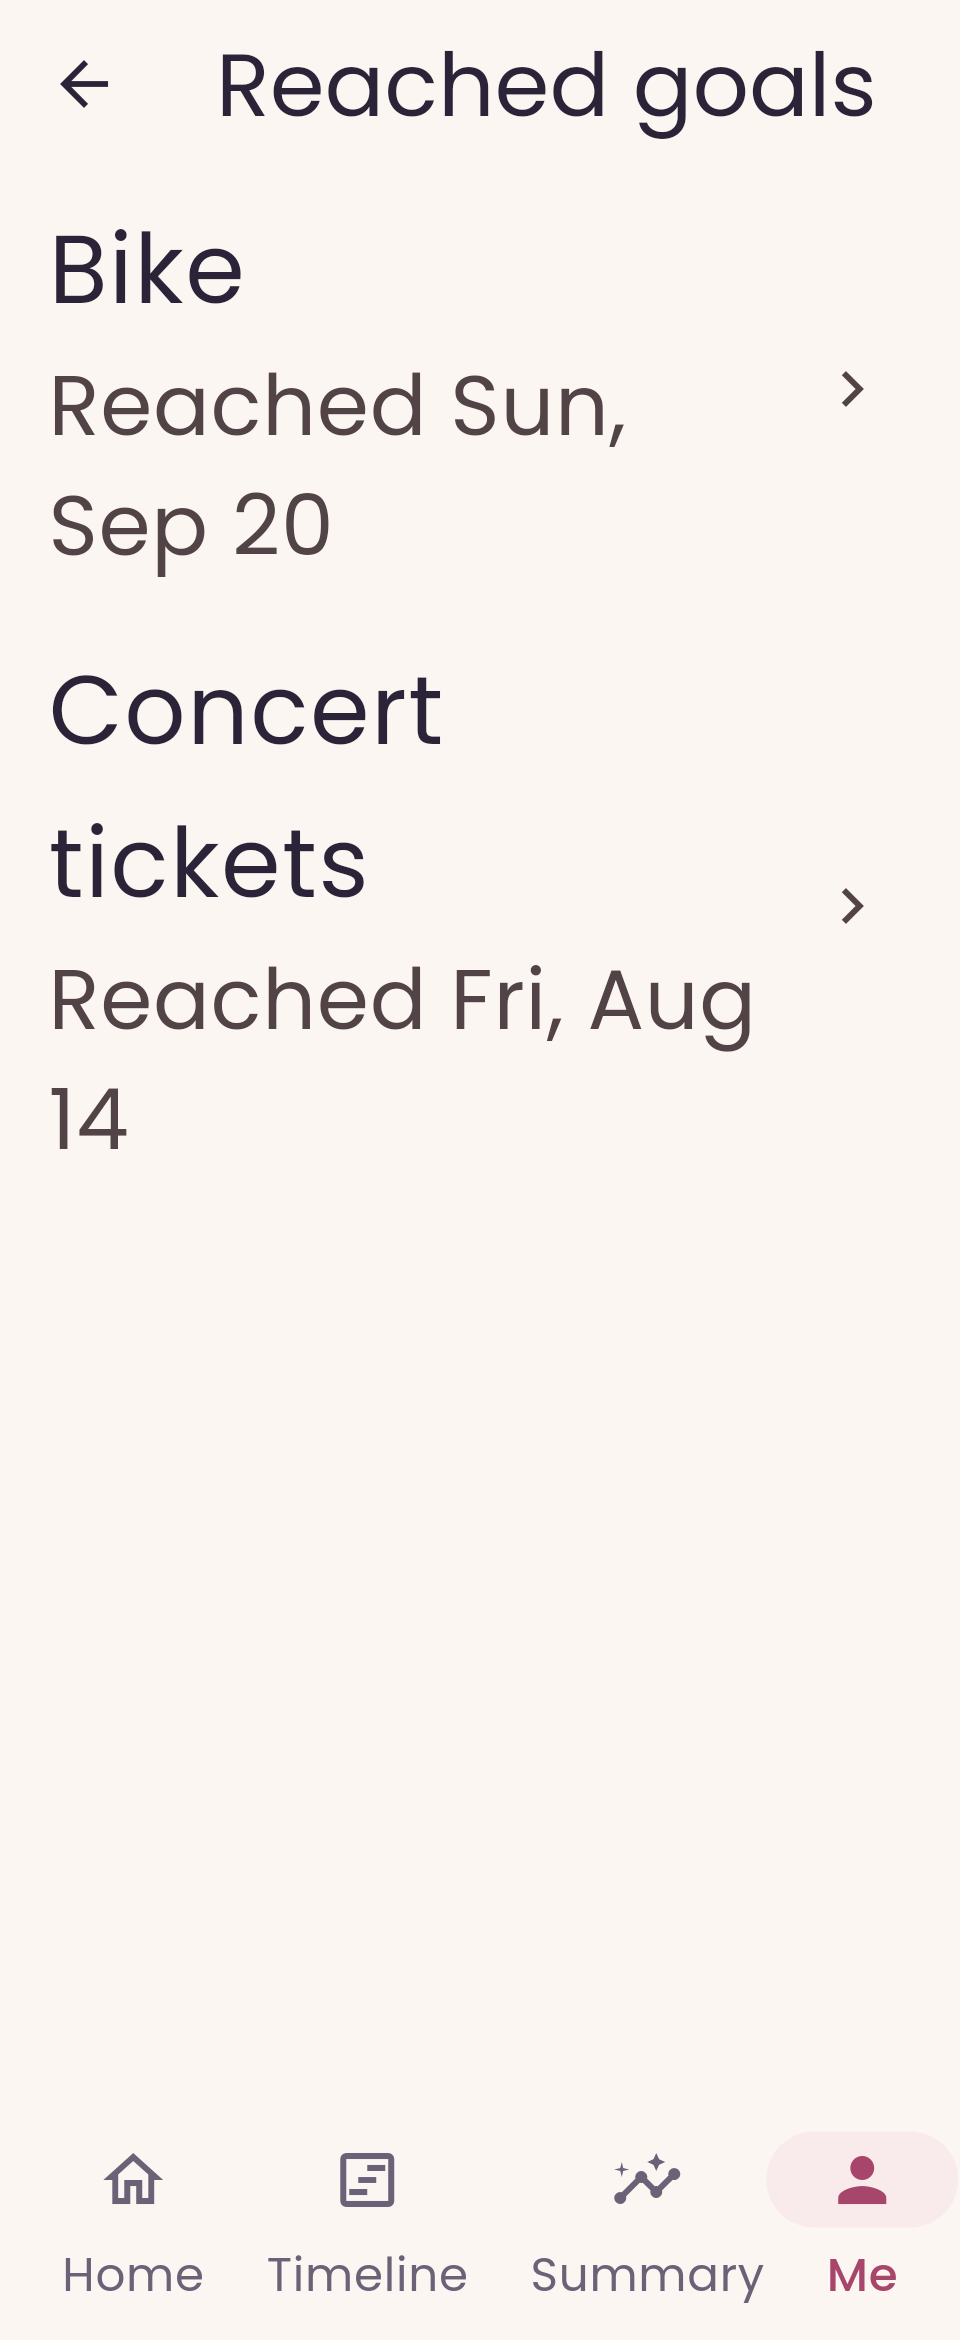 Reached goals
Bike
Reached Sun,
Sep 20
Concert
tickets
Reached Fri, Aug
14
Home
Timeline
Summary
Me